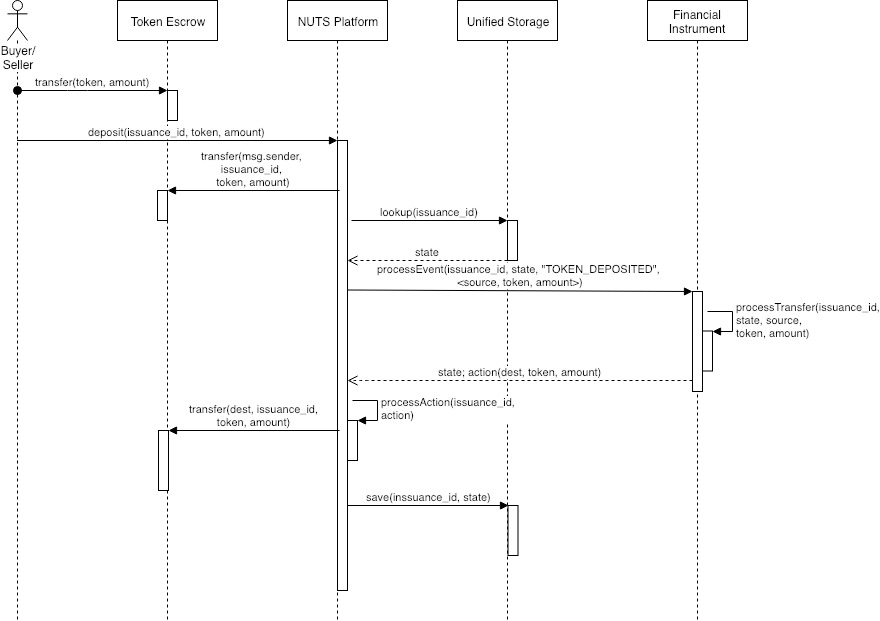 Token Escrow
NUTS Platform
Unified Storage
Financial
Instrument
Buyer/
Seller
transfer(token, amount)
deposit(issuance_id, token, amount)
transfer(msg.sender,
issuance_id,
token, amount)
lookup(issuance_id)
state
processEvent(issuance_id, state, "TOKEN_DEPOSITED",
<source, token, amount>)
processTransfer(issuance_id,
state, source,
token, amount)
state; action(dest, token, amount)
processAction(issuance_id,
action)
transfer(dest, issuance_id,
token, amount)
save(inssuance_id, state)